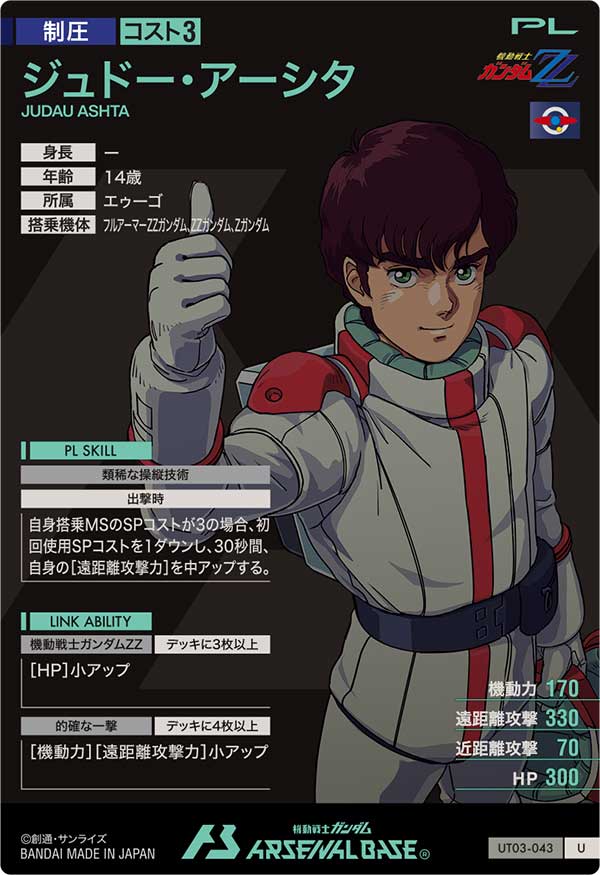 制圧 コスト3 PL
ジュドー・アーシタ
JUDAU ASHTA
機動戦士
ガンダムZZ
身長 ー
年齢 14歳
所属 エゥーゴ
搭乗機体 フルアーマーZZガンダム、ZZガンダム、Zガンダム
PL SKILL
類稀な操縦技術
出撃時
自身搭乗MSのSPコストが3の場合、初
回使用SPコストを1ダウンし、30秒間、
自身の[遠距離攻撃力]を中アップする。
LINK ABILITY
機動戦士ガンダムZZ デッキに3枚以上
[HP]小アップ
的確な一撃 デッキに4枚以上
[機動力][遠距離攻撃力]小アップ
機動力 170
遠距離攻撃 330
近距離攻撃 70
HP 300
©創通・サンライズ
BANDAI MADE IN JAPAN
AB
機動戦士ガンダム
ARSENAL BASE®
UT03-043 U